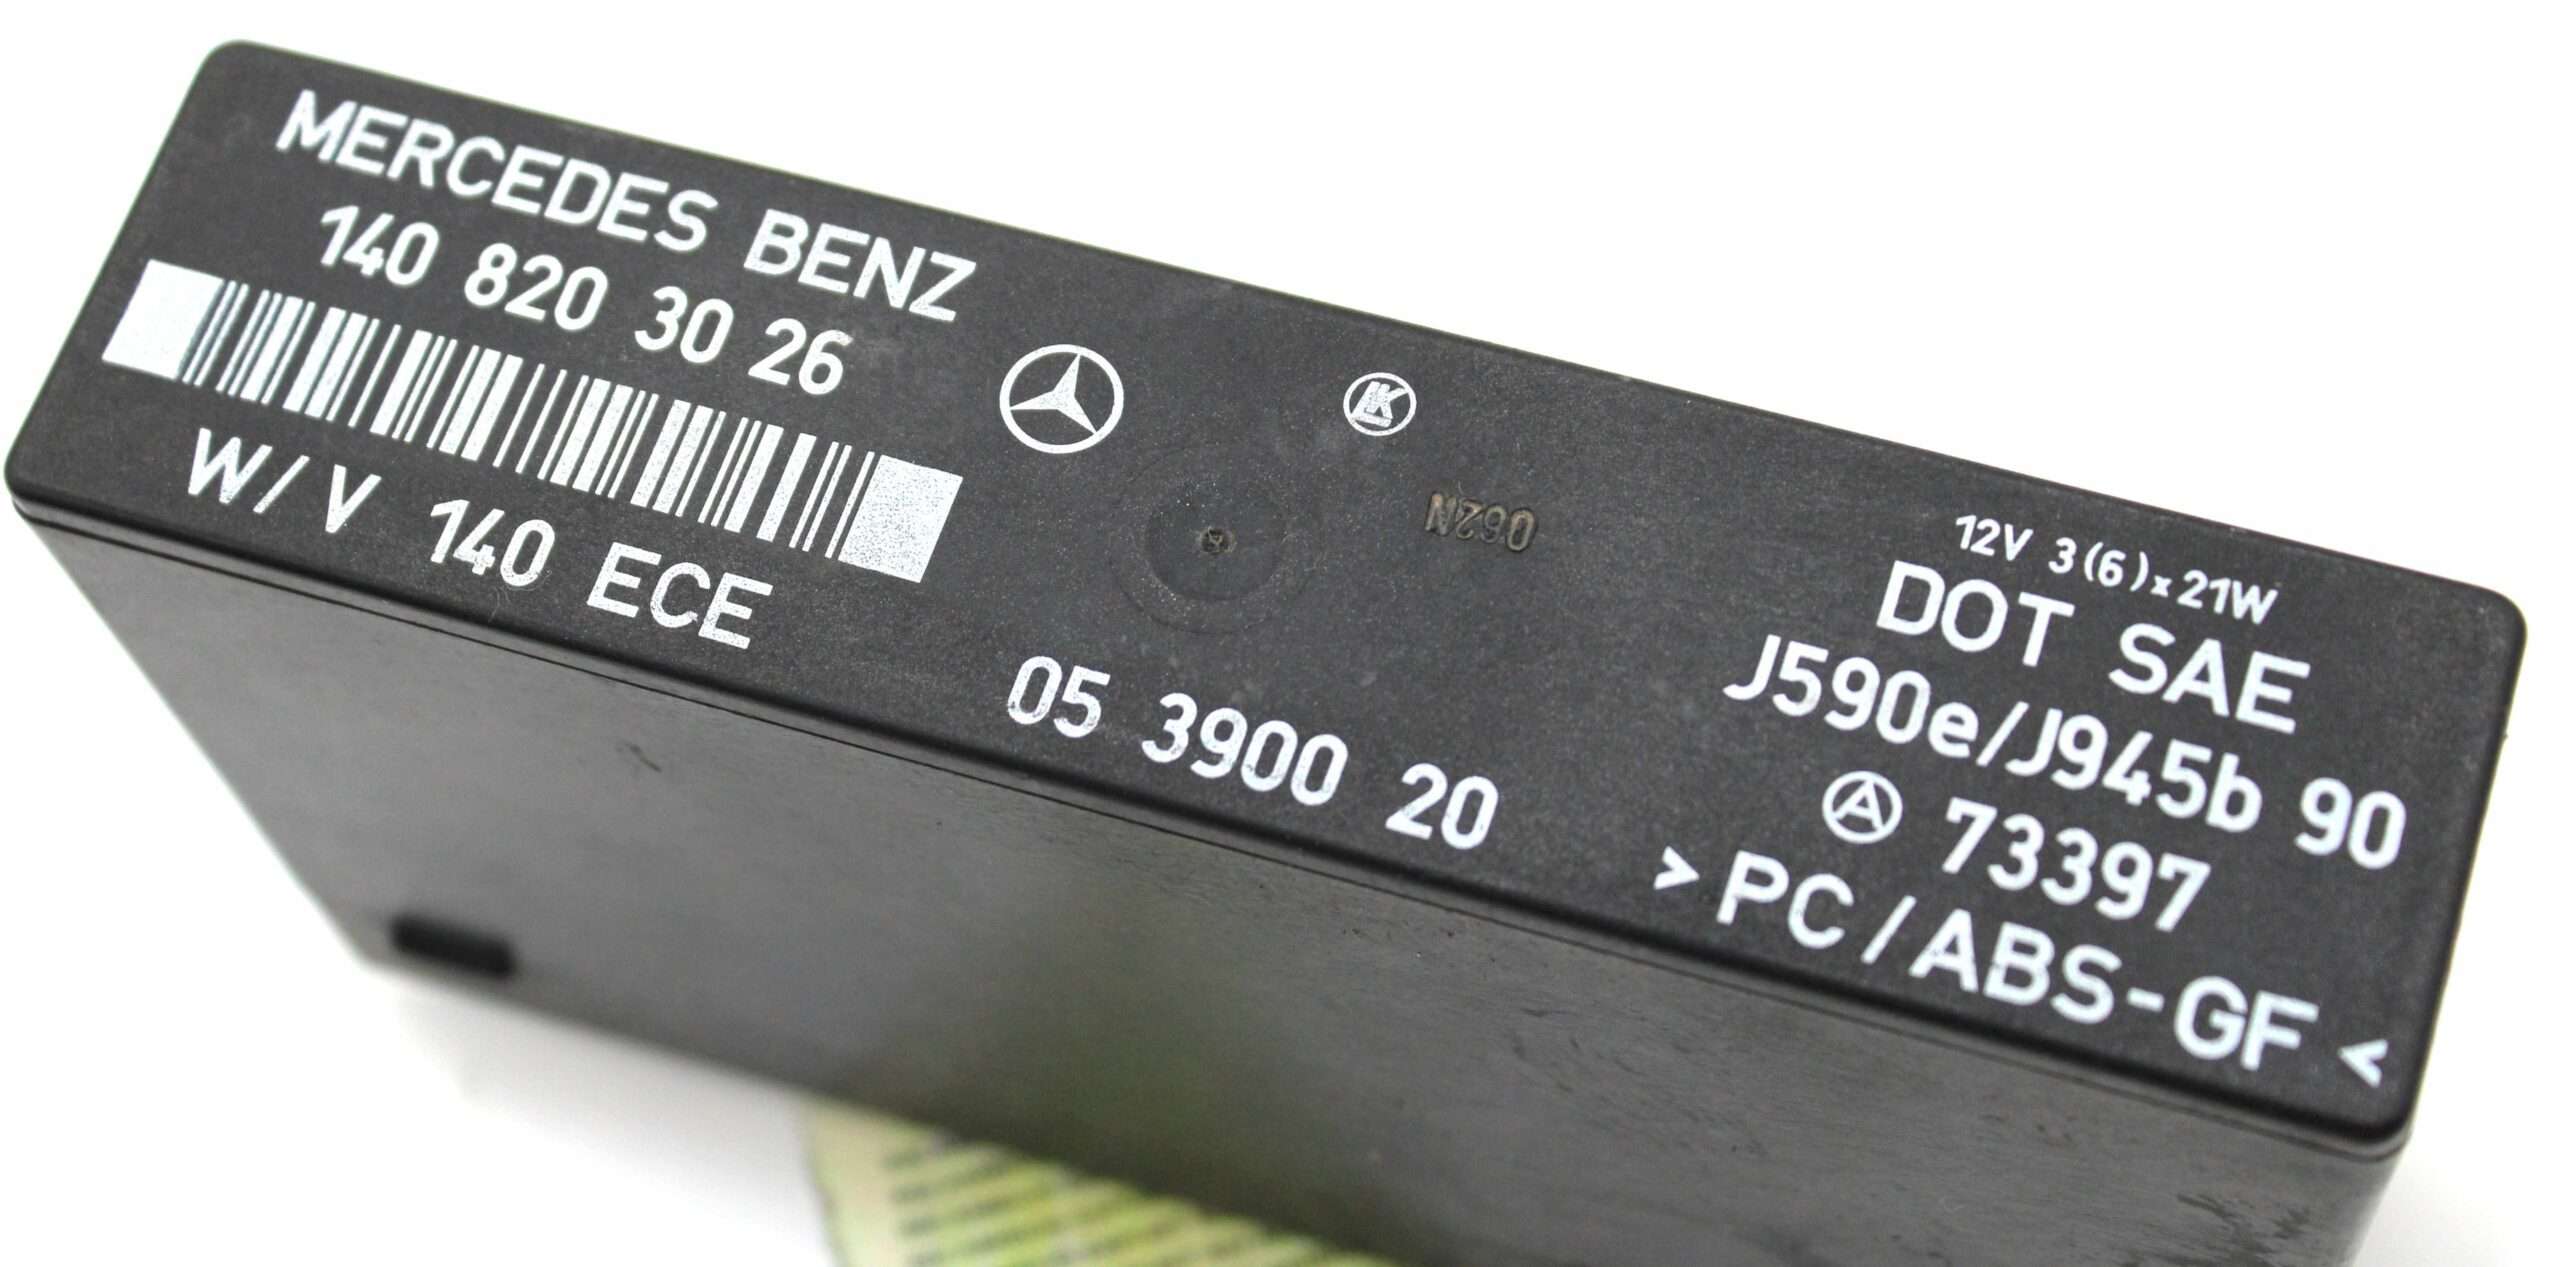 MERCEDES BENZ
140 820 30 26
W/ V 140 ECE
LK
062N
05 3900 20
12V 3(6)x21W
DOT SAE
J590e/J945b 90
A 73397
> PC/ABS-GF <